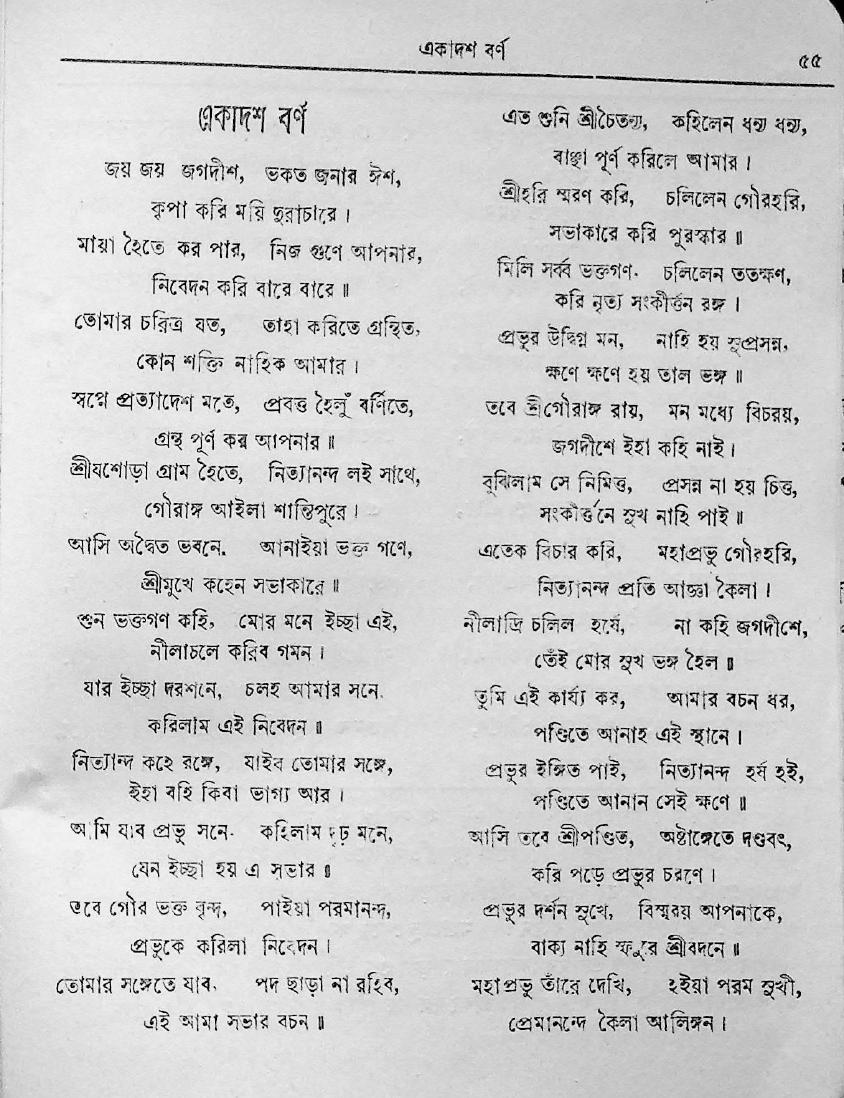 একাদশ বর্ণ
৫৫
একাদশ বর্ণ
জয় জয় জগদীশ, ভকত জনার ঈশ,
কৃপা করি ময়ি দুরাচারে।
মায়া হৈতে কর পার, নিজ গুণে আপনার,
নিবেদন করি বারে বারে॥
তোমার চরিত্র যত, তাহা করিতে গ্রন্থিত,
কোন শক্তি নাহিক আমার।
স্বপ্নে প্রত্যাদেশ মতে, প্রবত্ত হৈলুঁ বর্ণিতে,
গ্রন্থ পূর্ণ কর আপনার॥
শ্রীযশোড়া গ্রাম হৈতে, নিত্যানন্দ লই সাথে,
গৌরাঙ্গ আইলা শান্তিপুরে।
আসি অদ্বৈত ভবনে, আনাইয়া ভক্ত গণে,
শ্রীমুখে কহেন সভাকারে॥
শুন ভক্তগণ কহি, মোর মনে ইচ্ছা এই,
নীলাচলে করিব গমন।
যার ইচ্ছা দরশনে, চলহ আমার সনে,
করিলাম এই নিবেদন॥
নিত্যান্দ কহে রঙ্গে, যাইব তোমার সঙ্গে,
ইহা বহি কিবা ভাগ্য আর।
আমি যাব প্রভু সনে, কহিলাম দৃঢ় মনে,
যেন ইচ্ছা হয় এ সভার॥
তবে গৌর ভক্ত বৃন্দ, পাইয়া পরমানন্দ,
প্রভুকে করিলা নিবেদন।
তোমার সঙ্গেতে যাব, পদ ছাড়া না রহিব,
এই আমা সভার বচন॥
এত শুনি শ্রীচৈতন্য, কহিলেন ধন্য ধন্য,
বাঞ্ছা পূর্ণ করিলে আমার।
শ্রীহরি স্মরণ করি, চলিলেন গৌরহরি,
সভাকারে করি পুরস্কার॥
মিলি সর্ব্ব ভক্তগণ, চলিলেন ততক্ষণ,
করি নৃত্য সংকীর্ত্তন রঙ্গ।
প্রভুর উদ্বিগ্ন মন, নাহি হয় সুপ্রসন্ন,
ক্ষণে ক্ষণে হয় তাল ভঙ্গ॥
তবে শ্রীগৌরাঙ্গ রায়, মন মধ্যে বিচরয়,
জগদীশে ইহা কহি নাই।
বুঝিলাম সে নিমিত্ত, প্রসন্ন না হয় চিত্ত,
সংকীর্ত্তনে সুখ নাহি পাই॥
এতেক বিচার করি, মহাপ্রভু গৌরহরি,
নিত্যানন্দ প্রতি আজ্ঞা কৈলা।
নীলাদ্রি চলিল হর্ষে, না কহি জগদীশে,
তেঁই মোর সুখ ভঙ্গ হৈল॥
তুমি এই কার্য্য কর, আমার বচন ধর,
পণ্ডিতে আনাহ এই স্থানে।
প্রভুর ইঙ্গিত পাই, নিত্যানন্দ হর্ষ হই,
পণ্ডিতে আনান সেই ক্ষণে॥
আসি তবে শ্রীপণ্ডিত, অষ্টাঙ্গেতে দণ্ডবৎ,
করি পড়ে প্রভুর চরণে।
প্রভুর দর্শন সুখে, বিস্মরয় আপনাকে,
বাক্য নাহি স্ফুরে শ্রীবদনে॥
মহাপ্রভু তাঁরে দেখি, হইয়া পরম সুখী,
প্রেমানন্দে কৈলা আলিঙ্গন।